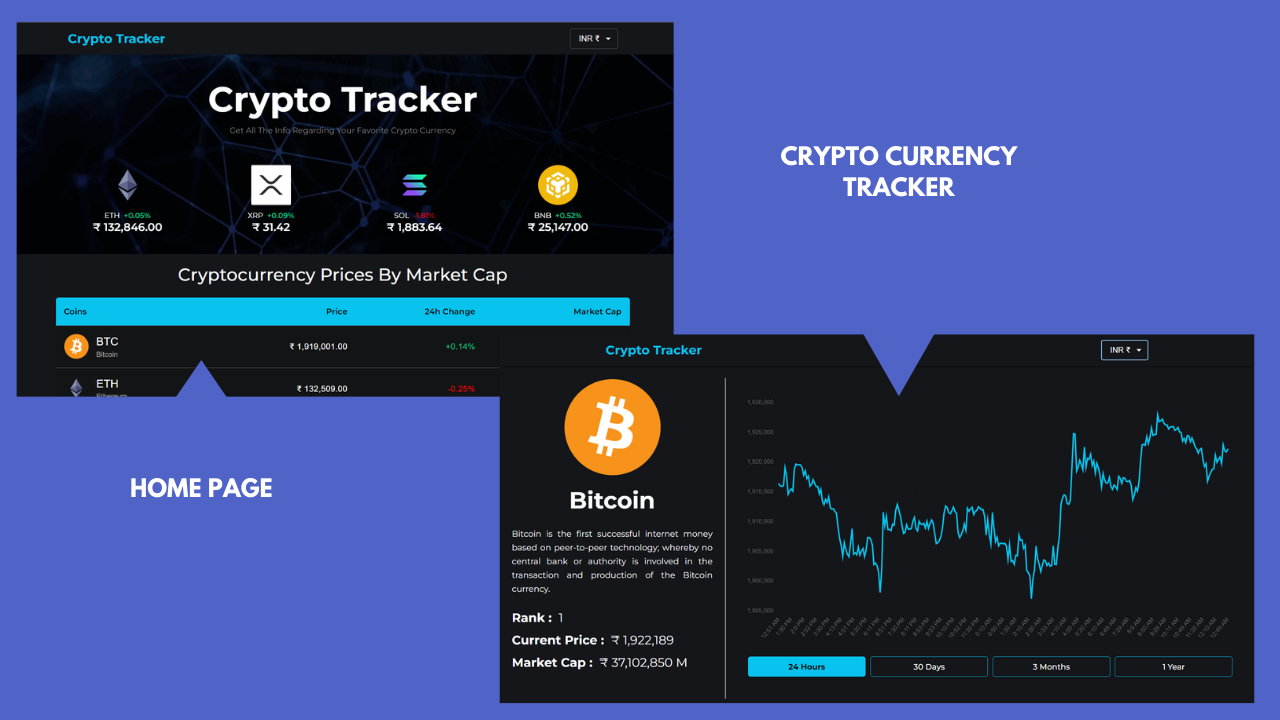 Crypto Tracker
INR ₹
Crypto Tracker
Get All The Info Regarding Your Favorite Crypto Currency
ETH +0.05%
₹ 132,846.00
XRP +0.09%
₹ 31.42
SOL -1.81%
₹ 1,883.64
BNB +0.52%
₹ 25,147.00
Cryptocurrency Prices By Market Cap
Coins Price 24h Change Market Cap
BTC
Bitcoin
₹ 1,919,001.00 +0.14%
ETH
Ethereum
₹ 132,509.00 -0.25%
HOME PAGE
CRYPTO CURRENCY
TRACKER
Crypto Tracker
INR ₹
Bitcoin
Bitcoin is the first successful internet money
based on peer-to-peer technology; whereby no
central bank or authority is involved in the
transaction and production of the Bitcoin
currency.
Rank : 1
Current Price : ₹ 1,922,189
Market Cap : ₹ 37,102,850 M
1,930,000
1,925,000
1,920,000
1,915,000
1,910,000
1,905,000
1,900,000
1,895,000
24 Hours
30 Days
3 Months
1 Year